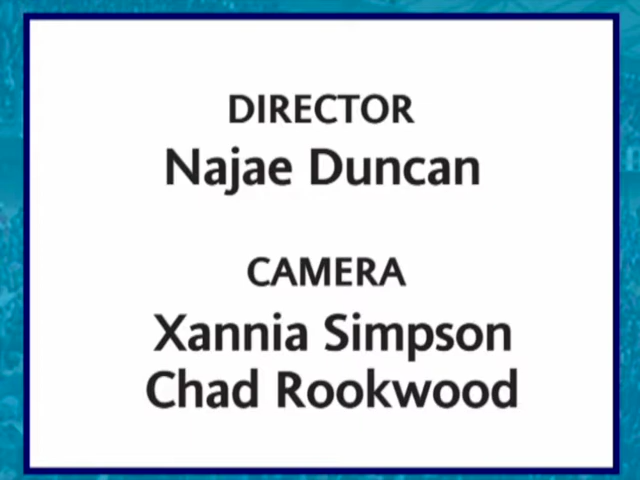 DIRECTOR
Najae Duncan
CAMERA
Xannia Simpson
Chad Rookwood